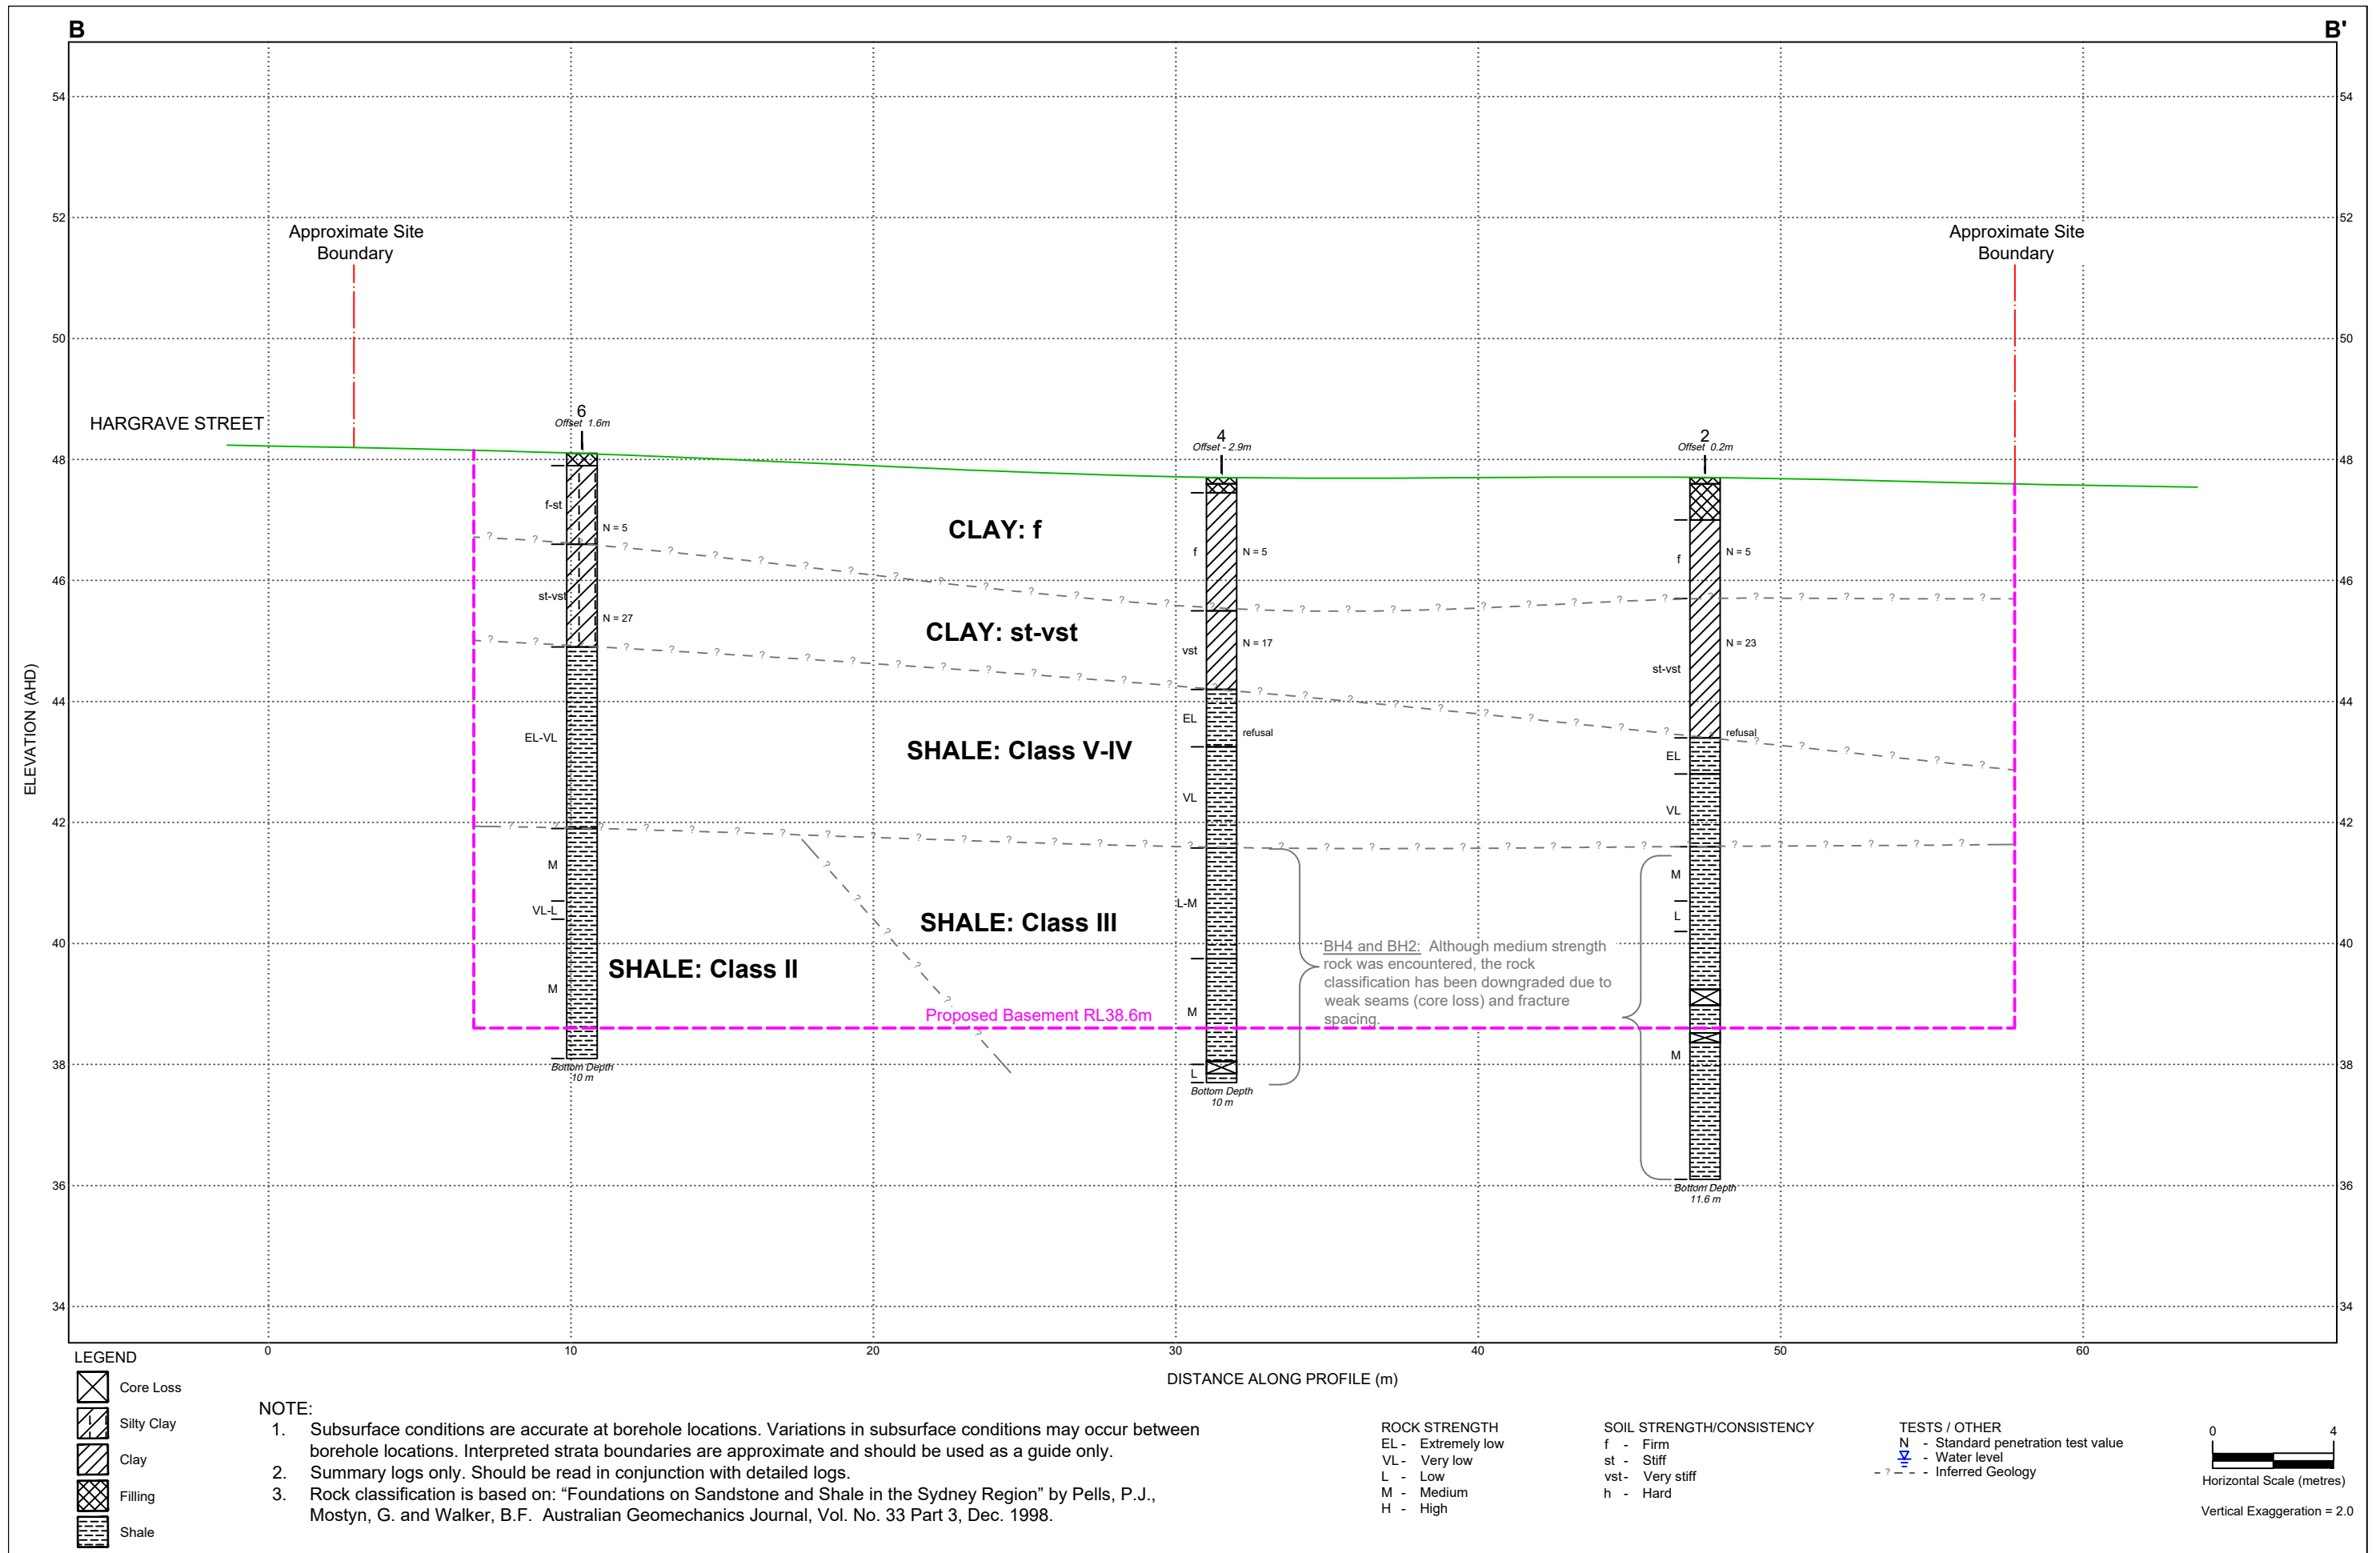 B
B'
54
54
52
52
Approximate Site
Boundary
Approximate Site
Boundary
50
50
HARGRAVE STREET
6
Offset 1.6m
4
Offset - 2.9m
2
Offset 0.2m
48
48
f-st
N = 5
CLAY: f
f
N = 5
f
N = 5
46
46
st-vst
N = 27
CLAY: st-vst
vst
N = 17
st-vst
N = 23
44
44
EL-VL
SHALE: Class V-IV
EL
refusal
VL
refusal
EL
VL
42
42
M
VL-L
M
SHALE: Class II
SHALE: Class III
L-M
M
L
M
L
M
40
40
BH4 and BH2: Although medium strength
rock was encountered, the rock
classification has been downgraded due to
weak seams (core loss) and fracture
spacing.
Proposed Basement RL38.6m
38
38
Bottom Depth
10 m
Bottom Depth
10 m
Bottom Depth
11.6 m
36
36
34
34
ELEVATION (AHD)
0
10
20
30
40
50
60
DISTANCE ALONG PROFILE (m)
LEGEND
Core Loss
Silty Clay
Clay
Filling
Shale
NOTE:
1. Subsurface conditions are accurate at borehole locations. Variations in subsurface conditions may occur between
borehole locations. Interpreted strata boundaries are approximate and should be used as a guide only.
2. Summary logs only. Should be read in conjunction with detailed logs.
3. Rock classification is based on: “Foundations on Sandstone and Shale in the Sydney Region” by Pells, P.J.,
Mostyn, G. and Walker, B.F. Australian Geomechanics Journal, Vol. No. 33 Part 3, Dec. 1998.
ROCK STRENGTH
EL - Extremely low
VL - Very low
L - Low
M - Medium
H - High
SOIL STRENGTH/CONSISTENCY
f - Firm
st - Stiff
vst - Very stiff
h - Hard
TESTS / OTHER
N - Standard penetration test value
- Water level
- ? - - - Inferred Geology
0
4
Horizontal Scale (metres)
Vertical Exaggeration = 2.0